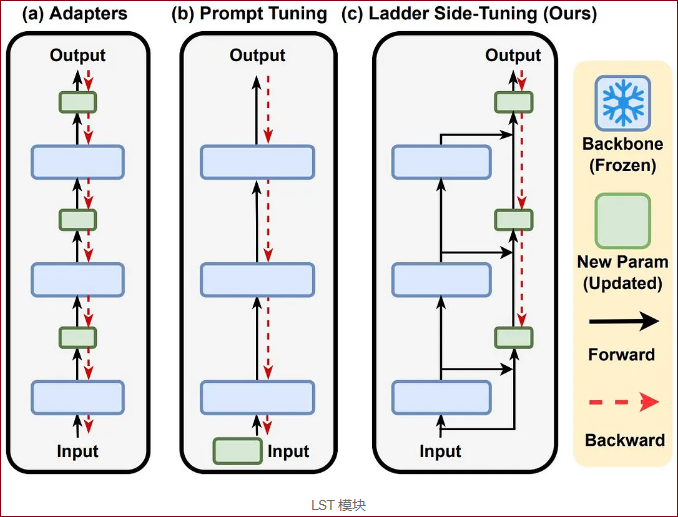 (a) Adapters
(b) Prompt Tuning
(c) Ladder Side-Tuning (Ours)
Output
Input
Output
Input
Output
Input
Backbone
(Frozen)
New Param
(Updated)
Forward
Backward
LST 模块